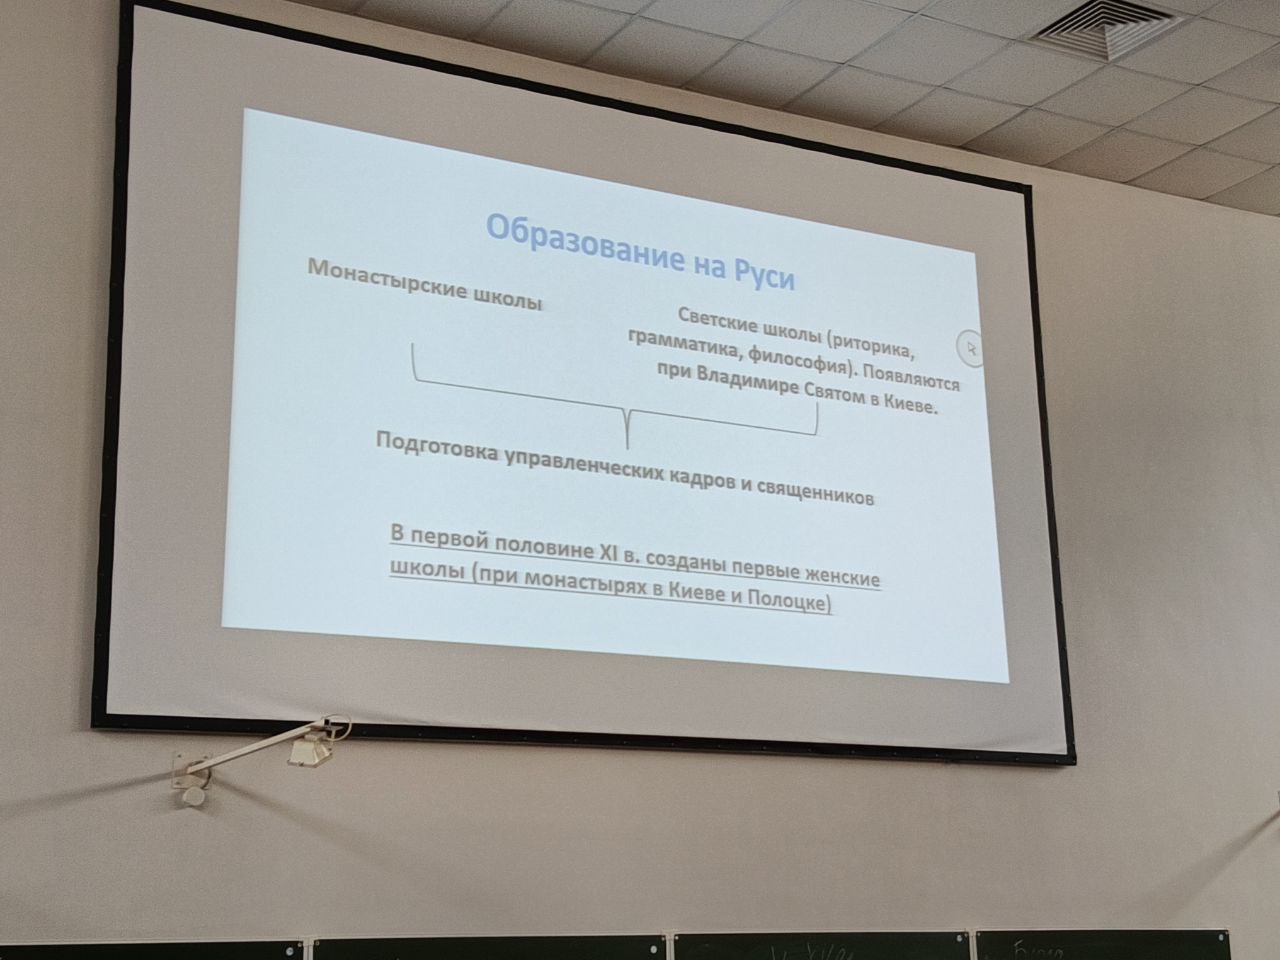 Образование на Руси
Монастырские школы
Светские школы (риторика,
грамматика, философия). Появляются
при Владимире Святом в Киеве.
Подготовка управленческих кадров и священников
В первой половине XI в. созданы первые женские
школы (при монастырях в Киеве и Полоцке)